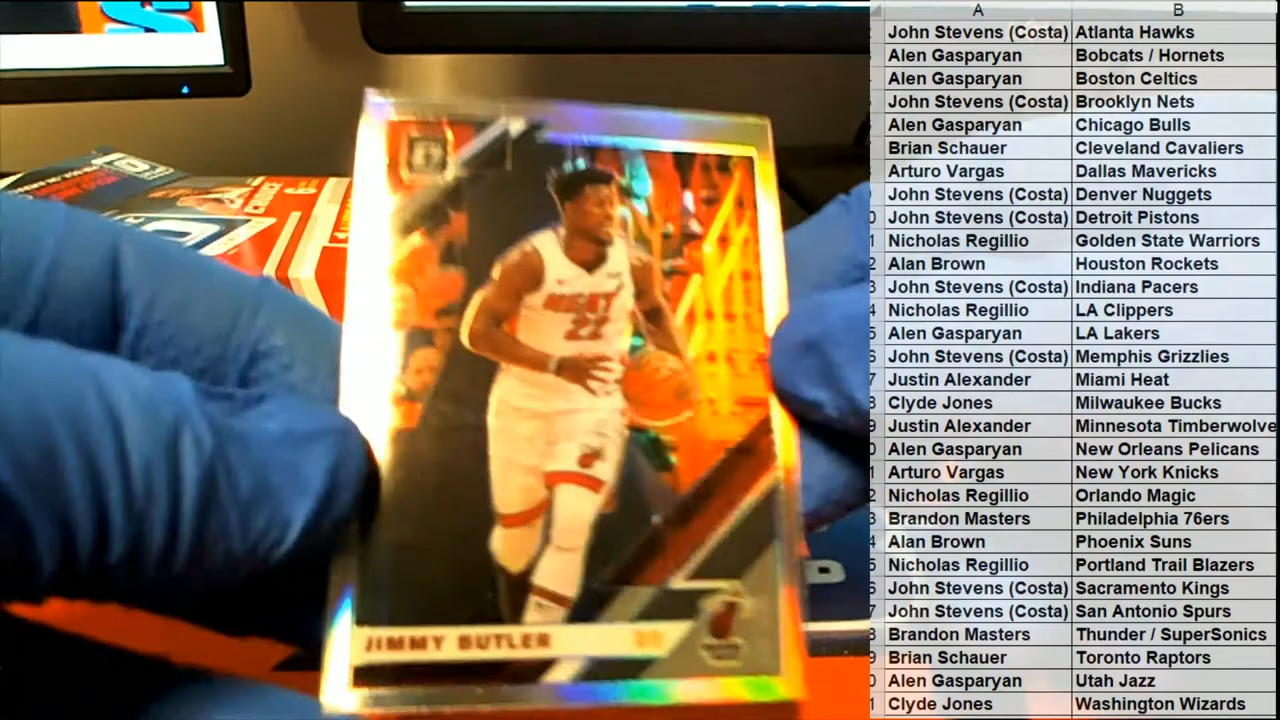 A B
John Stevens (Costa) Atlanta Hawks
Alen Gasparyan Bobcats / Hornets
Alen Gasparyan Boston Celtics
John Stevens (Costa) Brooklyn Nets
Alen Gasparyan Chicago Bulls
Brian Schauer Cleveland Cavaliers
Arturo Vargas Dallas Mavericks
John Stevens (Costa) Denver Nuggets
John Stevens (Costa) Detroit Pistons
Nicholas Regillio Golden State Warriors
Alan Brown Houston Rockets
John Stevens (Costa) Indiana Pacers
Nicholas Regillio LA Clippers
Alen Gasparyan LA Lakers
John Stevens (Costa) Memphis Grizzlies
Justin Alexander Miami Heat
Clyde Jones Milwaukee Bucks
Justin Alexander Minnesota Timberwolve
Alen Gasparyan New Orleans Pelicans
Arturo Vargas New York Knicks
Nicholas Regillio Orlando Magic
Brandon Masters Philadelphia 76ers
Alan Brown Phoenix Suns
Nicholas Regillio Portland Trail Blazers
John Stevens (Costa) Sacramento Kings
John Stevens (Costa) San Antonio Spurs
Brandon Masters Thunder / SuperSonics
Brian Schauer Toronto Raptors
Alen Gasparyan Utah Jazz
Clyde Jones Washington Wizards
HEAT
22
JIMMY BUTLER
CHOICE